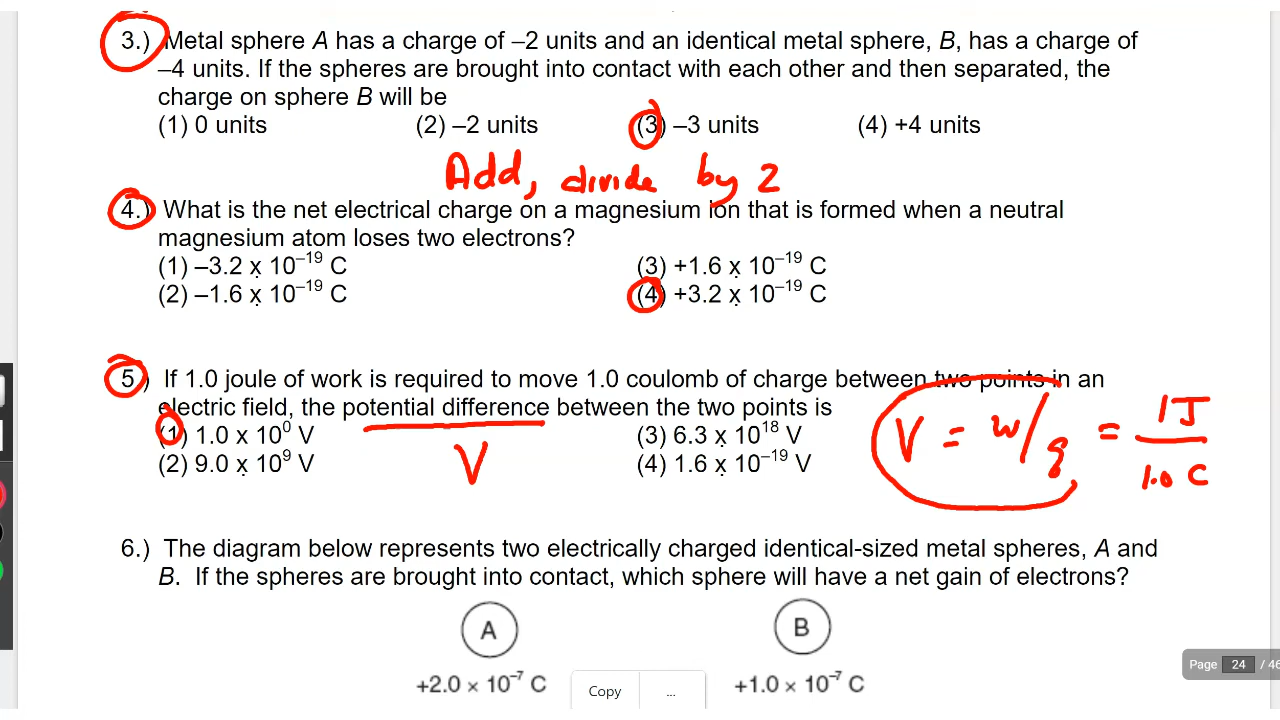 3.) Metal sphere A has a charge of –2 units and an identical metal sphere, B, has a charge of
–4 units. If the spheres are brought into contact with each other and then separated, the
charge on sphere B will be
(1) 0 units (2) –2 units (3) –3 units (4) +4 units
Add, divide by 2
4.) What is the net electrical charge on a magnesium ion that is formed when a neutral
magnesium atom loses two electrons?
(1) –3.2 x 10⁻¹⁹ C (3) +1.6 x 10⁻¹⁹ C
(2) –1.6 x 10⁻¹⁹ C (4) +3.2 x 10⁻¹⁹ C
5.) If 1.0 joule of work is required to move 1.0 coulomb of charge between two points in an
electric field, the potential difference between the two points is
(1) 1.0 x 10⁰ V (3) 6.3 x 10¹⁸ V
(2) 9.0 x 10⁹ V (4) 1.6 x 10⁻¹⁹ V
V
V = W/q = 1J / 1.0 C
6.) The diagram below represents two electrically charged identical-sized metal spheres, A and
B. If the spheres are brought into contact, which sphere will have a net gain of electrons?
A B
+2.0 × 10⁻⁷ C +1.0 × 10⁻⁷ C
Copy ...
Page 24 / 46